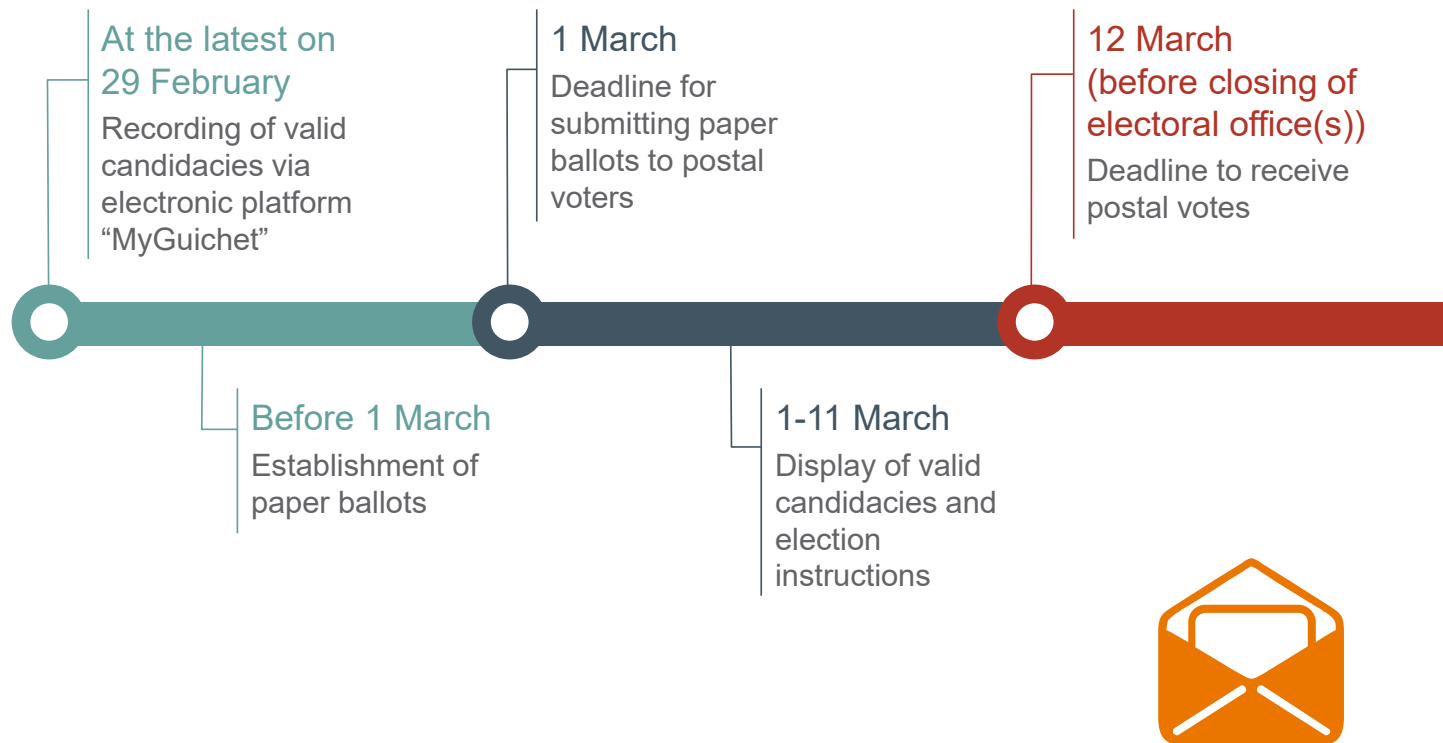 At the latest on
29 February
Recording of valid
candidacies via
electronic platform
“MyGuichet”
1 March
Deadline for
submitting paper
ballots to postal
voters
12 March
(before closing of
electoral office(s))
Deadline to receive
postal votes
Before 1 March
Establishment of
paper ballots
1-11 March
Display of valid
candidacies and
election
instructions